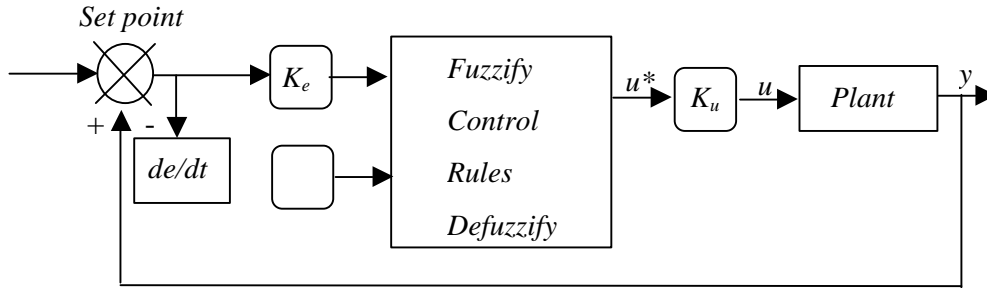 Set point
K_e
Fuzzify
Control
Rules
Defuzzify
u*
K_u
u
Plant
y
+ -
de/dt